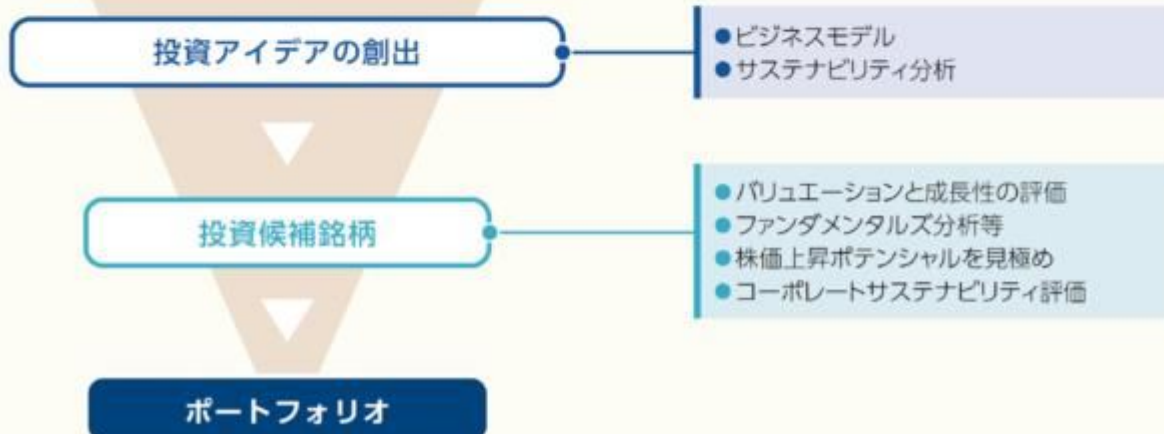 投資アイデアの創出
●ビジネスモデル
●サステナビリティ分析
投資候補銘柄
●バリュエーションと成長性の評価
●ファンダメンタルズ分析等
●株価上昇ポテンシャルを見極め
●コーポレートサステナビリティ評価
ポートフォリオ